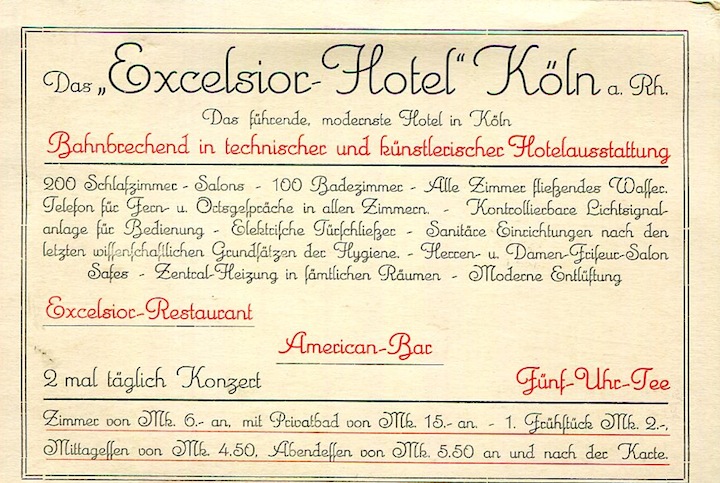 Das „Excelsior-Hotel" Köln a. Rh.
Das führende, modernste Hotel in Köln
Bahnbrechend in technischer und künstlerischer Hotelausstattung
200 Schlafzimmer - Salons - 100 Badezimmer - Alle Zimmer fließendes Waſſer.
Telefon für Fern- u. Ortsgeſpräche in allen Zimmern. - Kontrollierbare Lichtsignal-
anlage für Bedienung - Elektriſche Türſchließer - Sanitäre Einrichtungen nach den
letzten wiſſenſchaftlichen Grundſätzen der Hygiene. - Herren- u. Damen-Friſeur-Salon
Safes - Zentral-Heizung in ſämtlichen Räumen - Moderne Entlüftung
Excelsior-Restaurant
American-Bar
2 mal täglich Konzert Fünf-Uhr-Tee
Zimmer von Mk. 6.- an, mit Privatbad von Mk. 15.- an. - 1. Frühſtück Mk. 2.-,
Mittageſſen von Mk. 4.50, Abendeſſen von Mk. 5.50 an und nach der Karte.